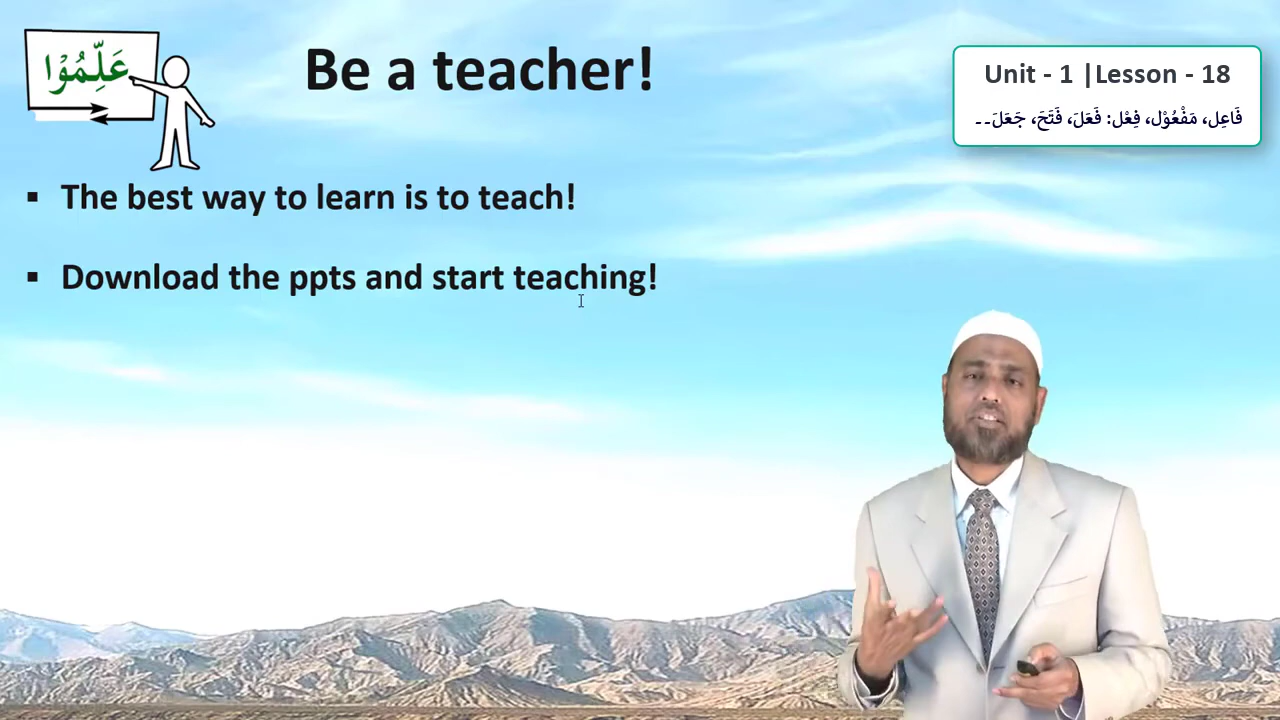 عَلِّمُوْا
Be a teacher!
Unit - 1 |Lesson - 18
فَاعِل، مَفْعُوْل، فِعْل: فَعَلَ، فَتَحَ، جَعَلَ۔۔
▪ The best way to learn is to teach!
▪ Download the ppts and start teaching!